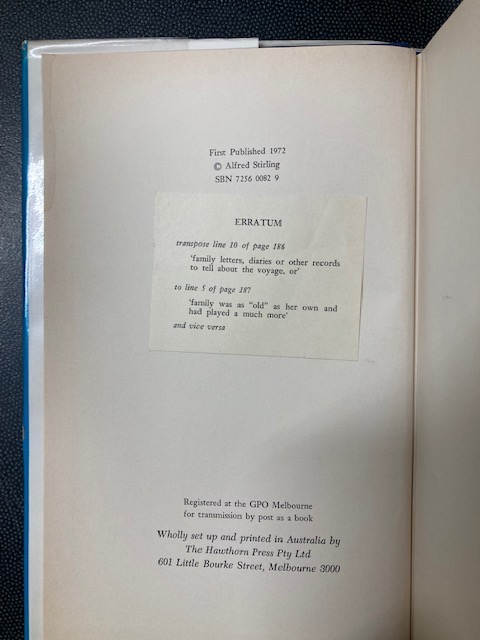 First Published 1972
© Alfred Stirling
SBN 7256 0082 9
ERRATUM
transpose line 10 of page 186
'family letters, diaries or other records
to tell about the voyage, or'
to line 5 of page 187
'family was as "old" as her own and
had played a much more'
and vice versa
Registered at the GPO Melbourne
for transmission by post as a book
Wholly set up and printed in Australia by
The Hawthorn Press Pty Ltd
601 Little Bourke Street, Melbourne 3000